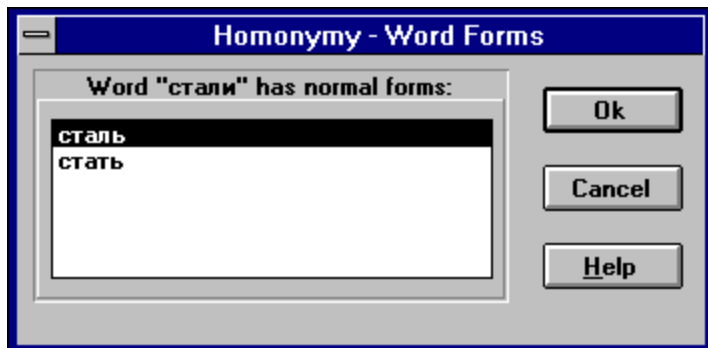 Homonymy - Word Forms
Word "стали" has normal forms:
сталь
стать
Ok
Cancel
Help